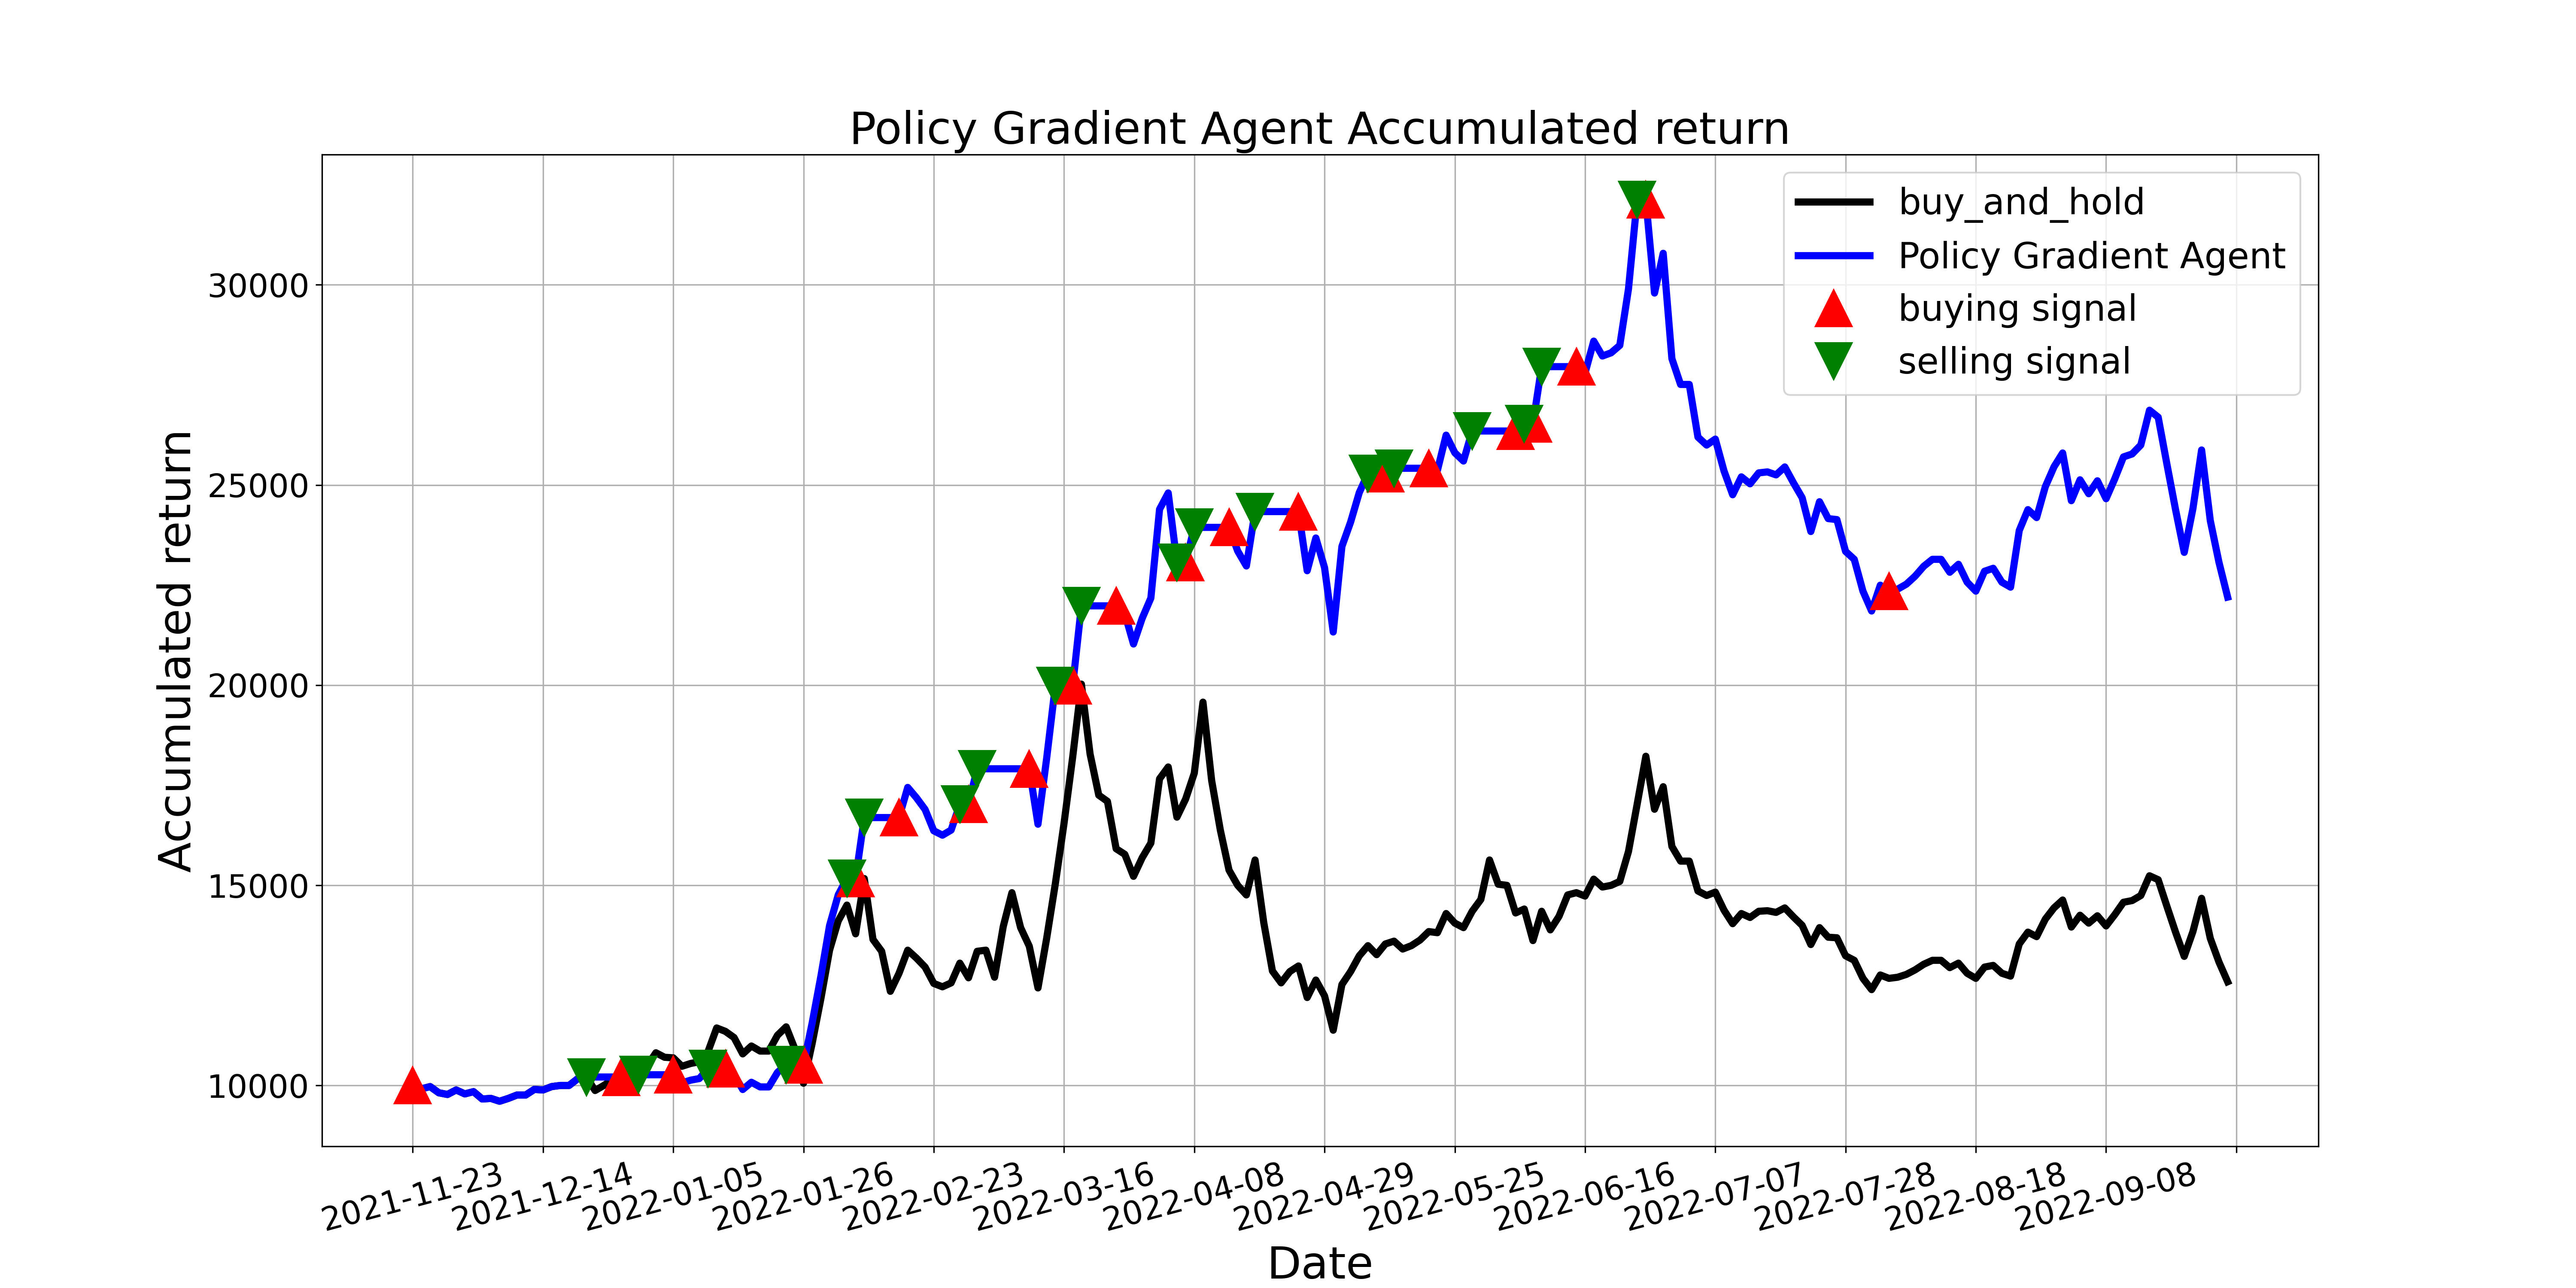 Policy Gradient Agent Accumulated return
buy_and_hold
Policy Gradient Agent
buying signal
selling signal
Accumulated return
30000
25000
20000
15000
10000
2021-11-23
2021-12-14
2022-01-05
2022-01-26
2022-02-23
2022-03-16
2022-04-08
2022-04-29
2022-05-25
2022-06-16
2022-07-07
2022-07-28
2022-08-18
2022-09-08
Date